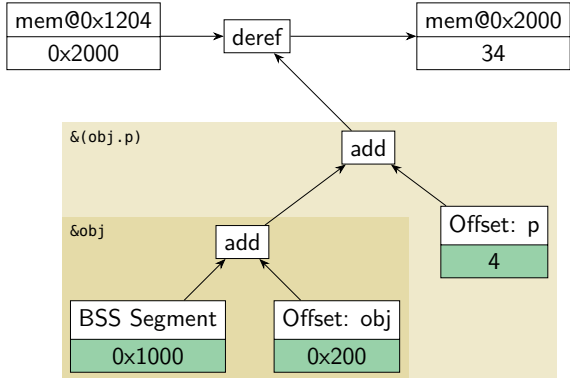 mem@0x1204
0x2000
deref
mem@0x2000
34
&(obj.p)
add
&obj
add
Offset: p
4
BSS Segment
0x1000
Offset: obj
0x200